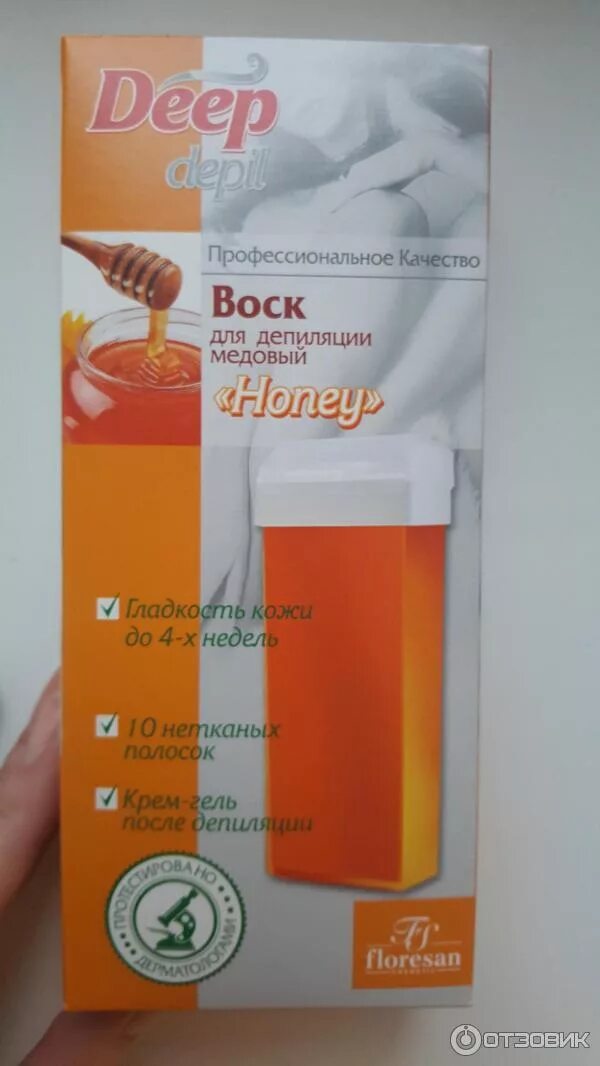 Deep
depil
Профессиональное Качество
Воск
для депиляции
медовый
«Honey»
Гладкость кожи
до 4-х недель
10 нетканых
полосок
Крем-гель
после депиляции
ПРОТЕСТИРОВАНО
ДЕРМАТОЛОГАМИ
FS
floresan
ОТЗОВИК